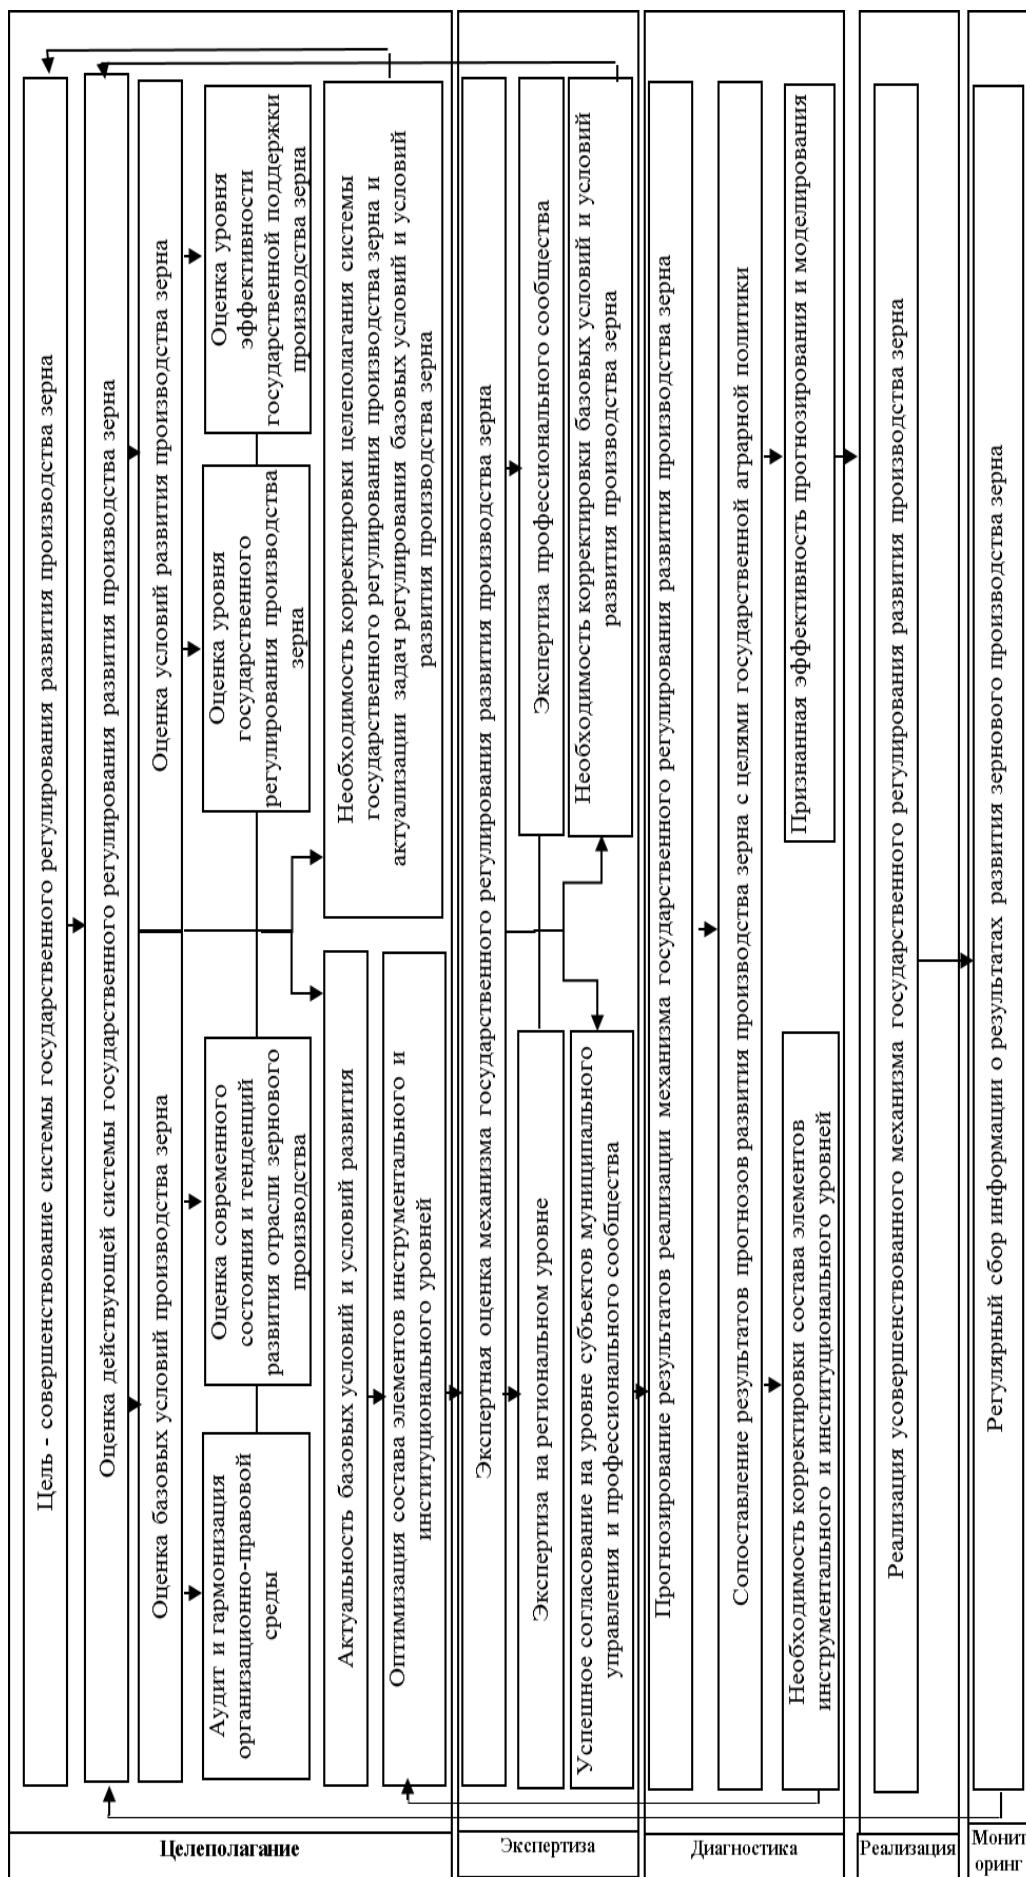 Цель - совершенствование системы государственного регулирования развития производства зерна
Оценка действующей системы государственного регулирования развития производства зерна
Оценка базовых условий производства зерна
Оценка условий развития производства зерна
Аудит и гармонизация
организационно-правовой
среды
Оценка современного
состояния и тенденций
развития отрасли зернового
производства
Оценка уровня
государственного
регулирования производства
зерна
Оценка уровня
эффективности
государственной поддержки
производства зерна
Актуальность базовых условий и условий развития
Оптимизация состава элементов инструментального и
институционального уровней
Необходимость корректировки целеполагания системы
государственного регулирования производства зерна и
актуализации задач регулирования базовых условий и условий
развития производства зерна
Целеполагание
Экспертная оценка механизма государственного регулирования развития производства зерна
Экспертиза на региональном уровне
Экспертиза профессионального сообщества
Успешное согласование на уровне субъектов муниципального
управления и профессионального сообщества
Необходимость корректировки базовых условий и условий
развития производства зерна
Экспертиза
Прогнозирование результатов реализации механизма государственного регулирования развития производства зерна
Сопоставление результатов прогнозов развития производства зерна с целями государственной аграрной политики
Необходимость корректировки состава элементов
инструментального и институционального уровней
Признанная эффективность прогнозирования и моделирования
Диагностика
Реализация усовершенствованного механизма государственного регулирования развития производства зерна
Реализация
Регулярный сбор информации о результатах развития зернового производства зерна
Монит
оринг